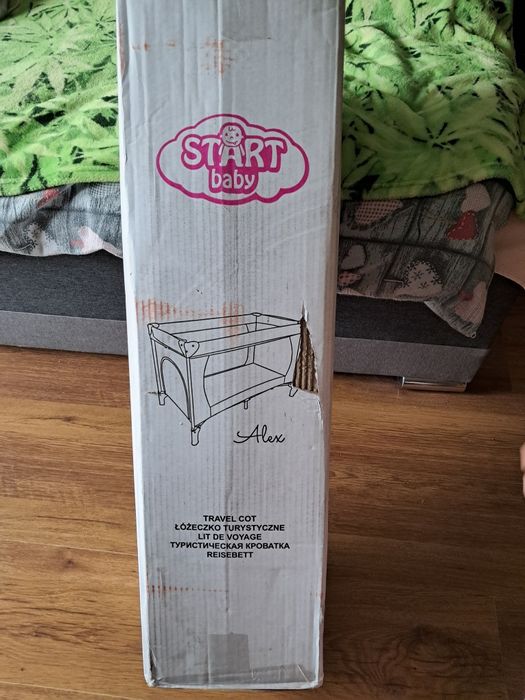 START
baby
Alex
TRAVEL COT
ŁÓŻECZKO TURYSTYCZNE
LIT DE VOYAGE
ТУРИСТИЧЕСКАЯ КРОВАТКА
REISEBETT